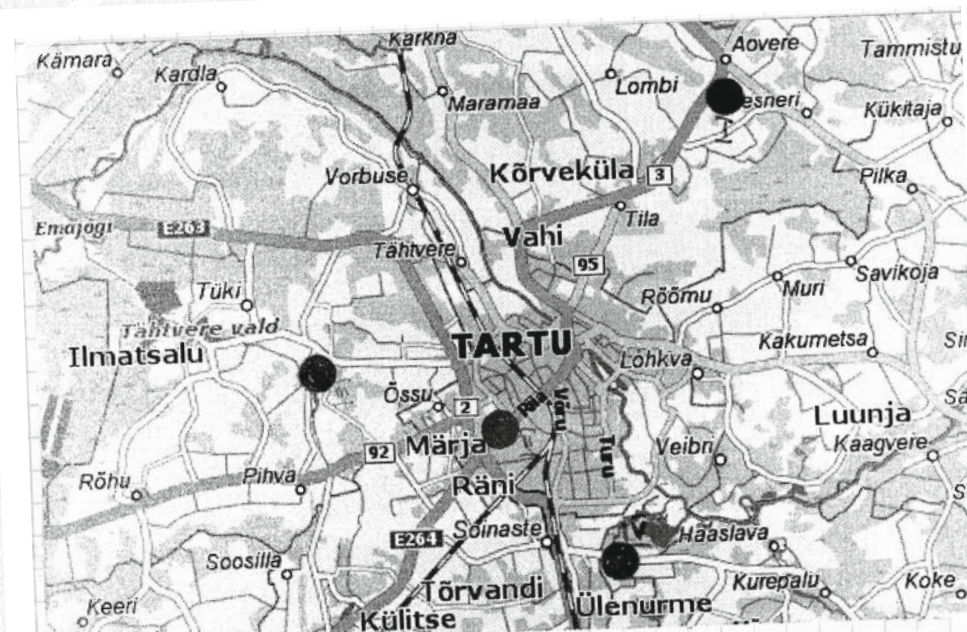 Karkna
Aovere
Tammistu
Kämara
Kardla
Maramaa
Lombi
esneri
Kükitaja
Vorbuse
Kõrveküla
3
Pilka
Tila
Emajõgi
E263
Vahi
Tähtvere
95
Savikoja
Tüki
Rõõmu
Muri
Tähtvere vald
TARTU
Ilmatsalu
Lohkva
Kakumetsa
Õssu
2
Riia
Võru
Luunja
Märja
Turu
92
Veibri
Kaagvere
Rõhu
Pihva
Räni
E264
Soinaste
Haaslava
Soosilla
Tõrvandi
Kurepalu
Koke
Keeri
Külitse
Ülenurme